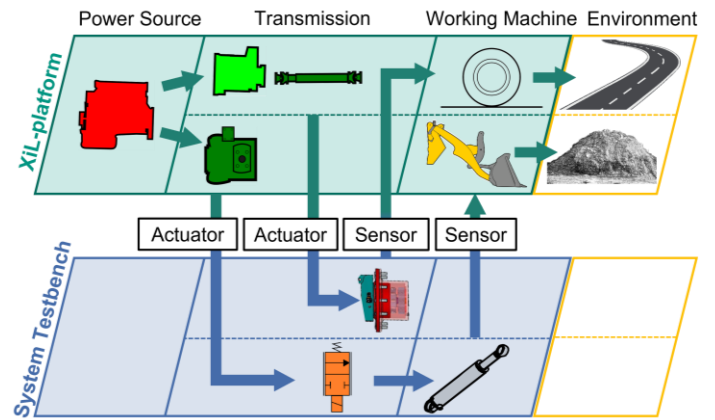 Power Source
Transmission
Working Machine
Environment
XiL-platform
Actuator
Actuator
Sensor
Sensor
System Testbench